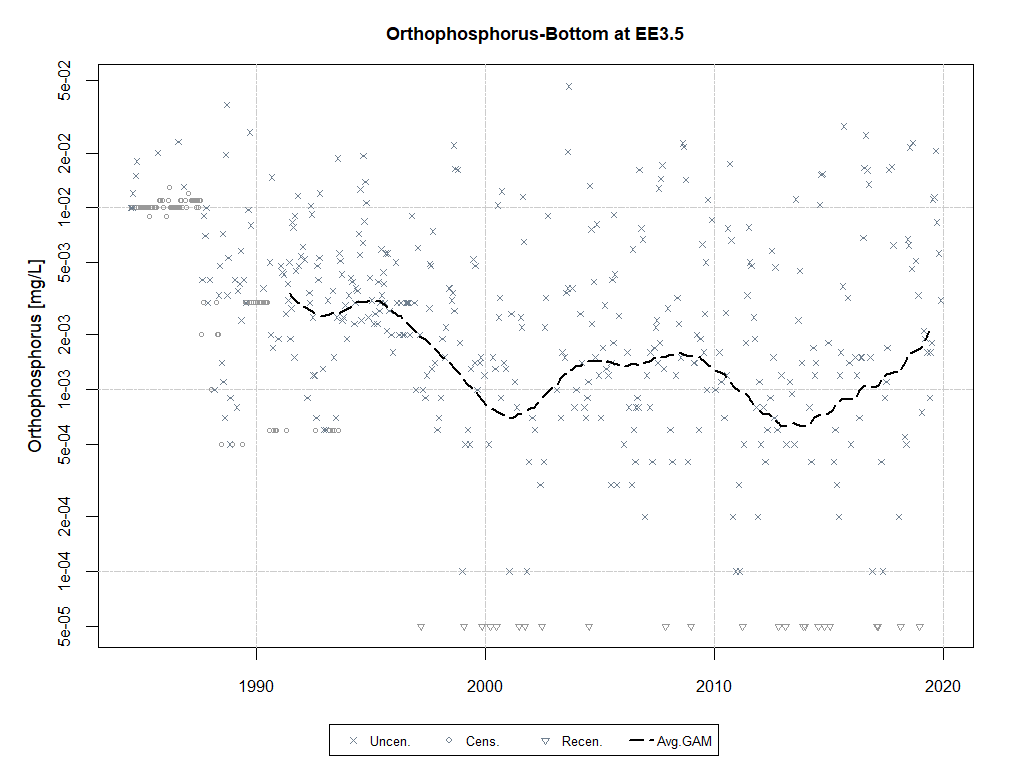 Orthophosphorus-Bottom at EE3.5
Orthophosphorus [mg/L]
5e-02
2e-02
1e-02
5e-03
2e-03
1e-03
5e-04
2e-04
1e-04
5e-05
1990 2000 2010 2020
Uncen. Cens. Recen. Avg.GAM